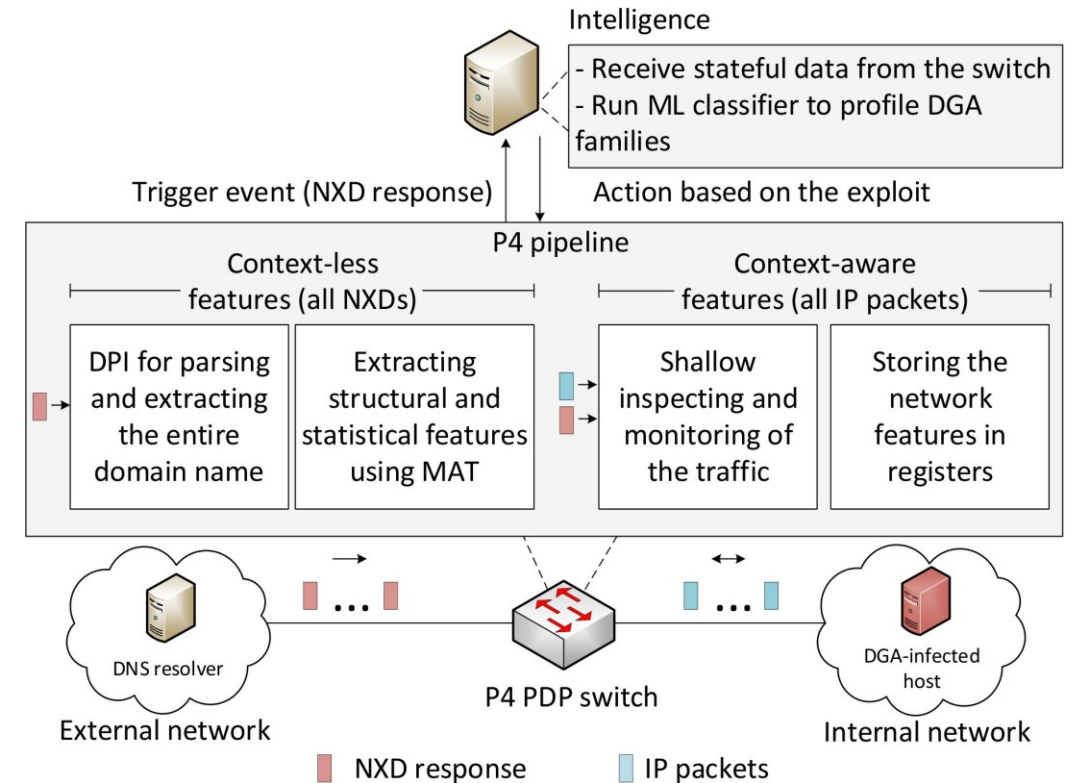 Intelligence
- Receive stateful data from the switch
- Run ML classifier to profile DGA
families
Trigger event (NXD response)
Action based on the exploit
P4 pipeline
Context-less
features (all NXDs)
Context-aware
features (all IP packets)
DPI for parsing
and extracting
the entire
domain name
Extracting
structural and
statistical features
using MAT
Shallow
inspecting and
monitoring of
the traffic
Storing the
network
features in
registers
...
...
DNS resolver
External network
P4 PDP switch
DGA-infected
host
Internal network
NXD response
IP packets